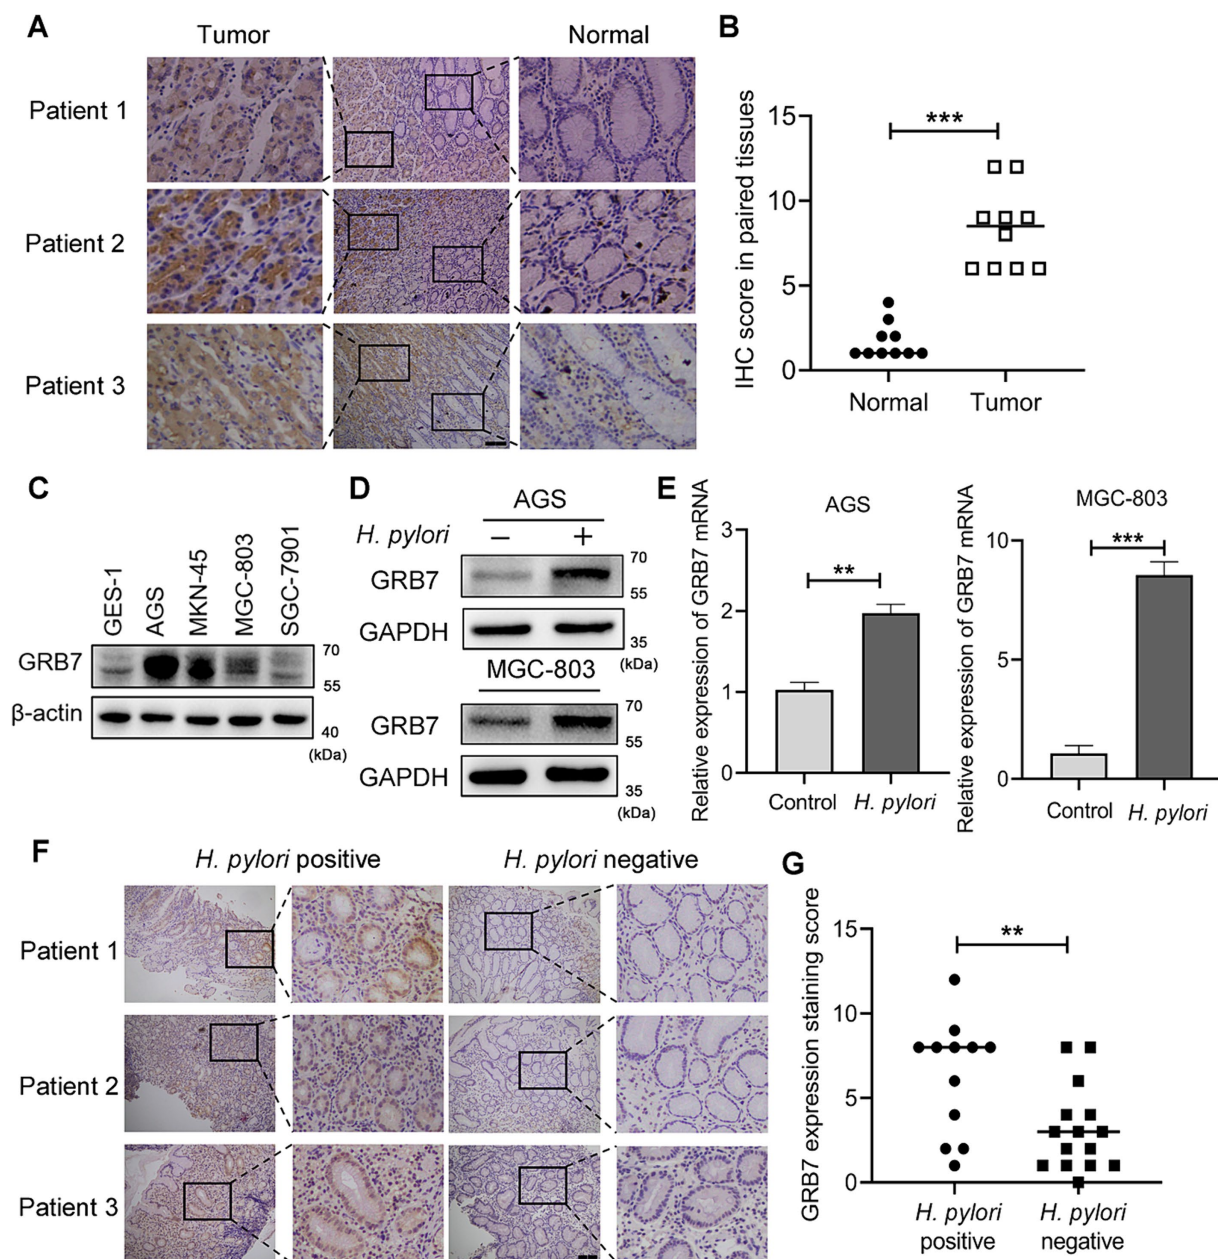 A
Tumor
Normal
Patient 1
Patient 2
Patient 3
B
IHC score in paired tissues
15
10
5
0
***
Normal
Tumor
C
GES-1
AGS
MKN-45
MGC-803
SGC-7901
GRB7
70
55
β-actin
40
(kDa)
D
AGS
H. pylori − +
GRB7
70
55
GAPDH
35
(kDa)
MGC-803
GRB7
70
55
GAPDH
35
(kDa)
E
AGS
Relative expression of GRB7 mRNA
3
2
1
0
**
Control
H. pylori
MGC-803
Relative expression of GRB7 mRNA
10
5
0
***
Control
H. pylori
F
H. pylori positive
H. pylori negative
Patient 1
Patient 2
Patient 3
G
GRB7 expression staining score
15
10
5
0
**
H. pylori
positive
H. pylori
negative